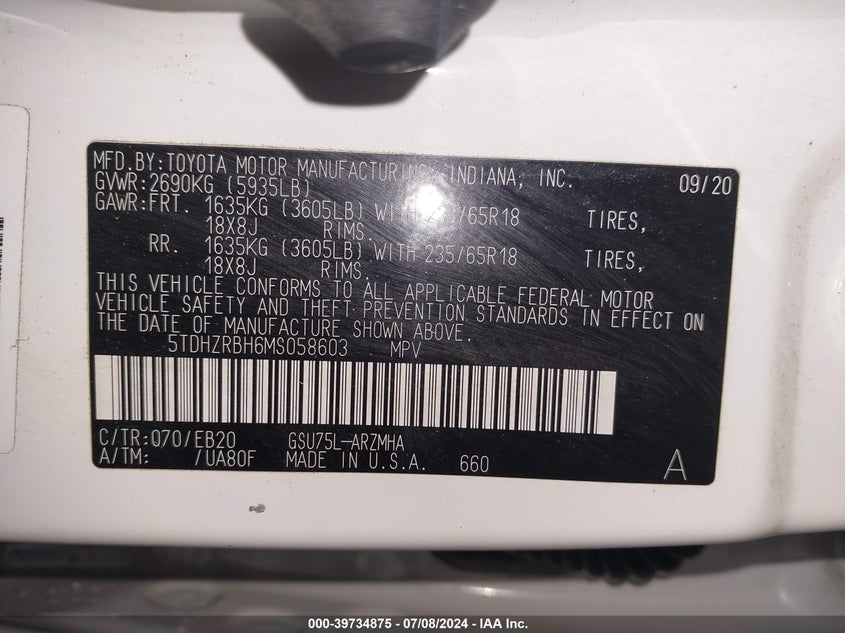 MFD.BY:TOYOTA MOTOR MANUFACTURING, INDIANA, INC. 09/20
GVWR:2690KG (5935LB)
GAWR:FRT. 1635KG (3605LB) WITH 235/65R18 TIRES,
18X8J RIMS.
RR. 1635KG (3605LB) WITH 235/65R18 TIRES,
18X8J RIMS.
THIS VEHICLE CONFORMS TO ALL APPLICABLE FEDERAL MOTOR
VEHICLE SAFETY AND THEFT PREVENTION STANDARDS IN EFFECT ON
THE DATE OF MANUFACTURE SHOWN ABOVE.
5TDHZRBH6MS058603 MPV
C/TR:070/EB20 GSU75L-ARZMHA
A/TM: /UA80F MADE IN U.S.A. 660 A
000-39734875 - 07/08/2024 - IAA Inc.